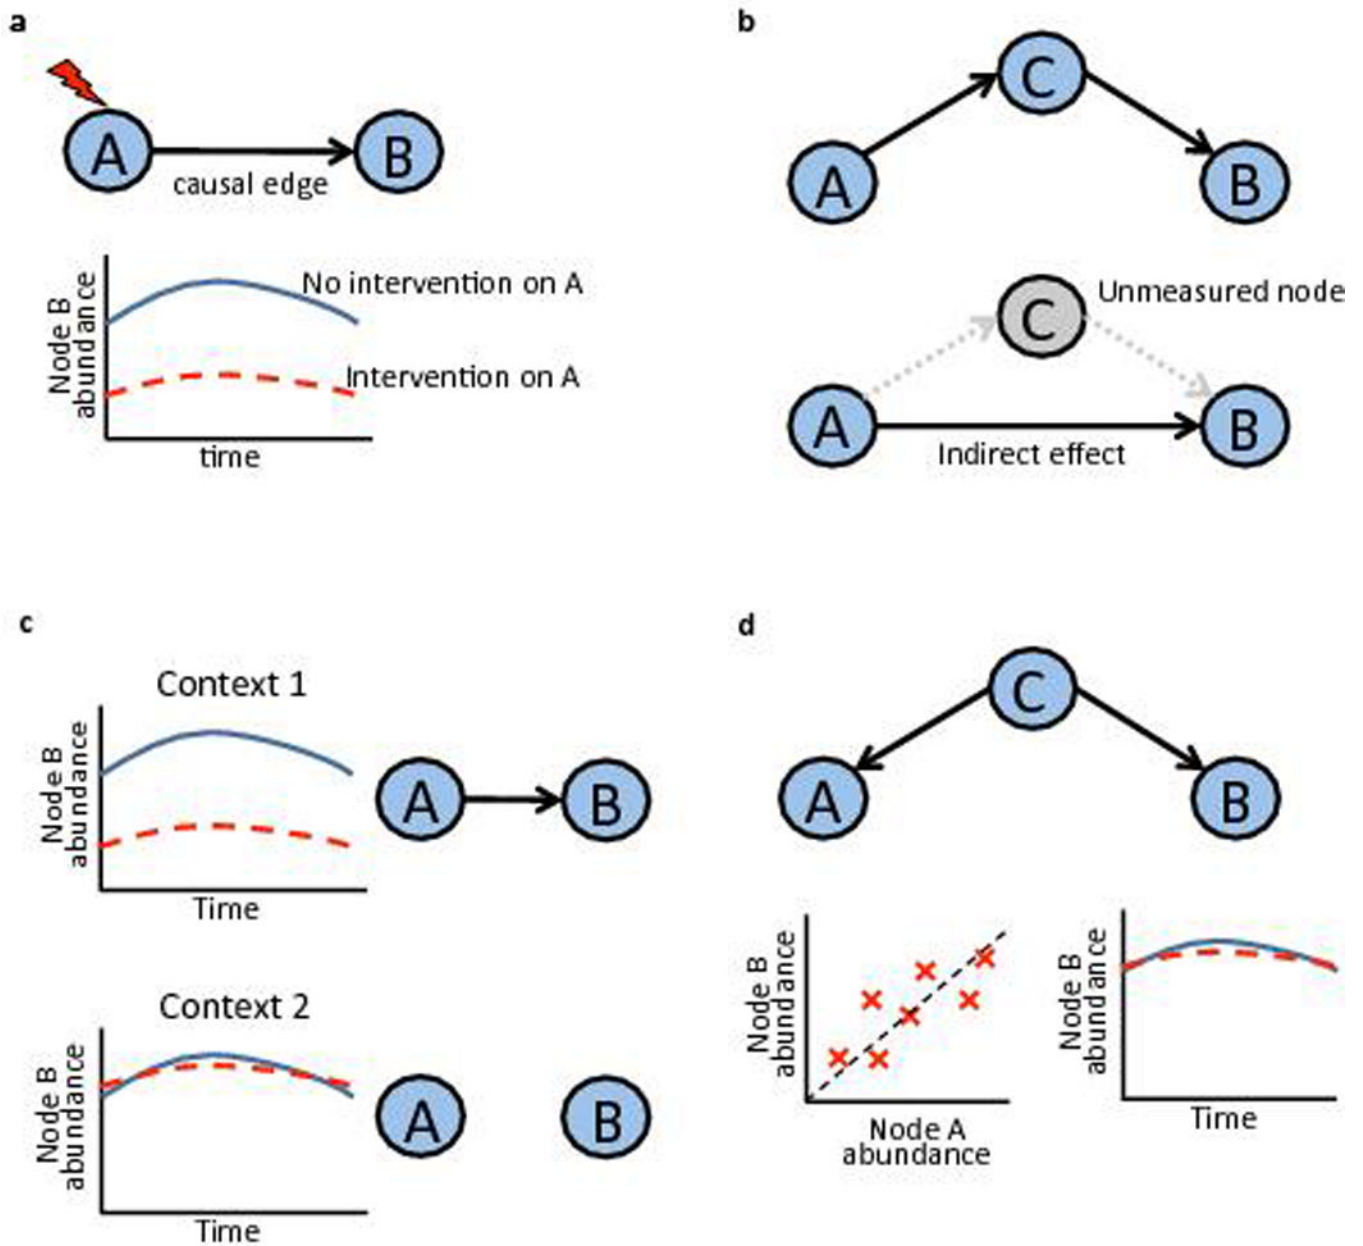 a
A
B
causal edge
Node B
abundance
No intervention on A
Intervention on A
time
b
C
A
B
C
Unmeasured node
A
B
Indirect effect
c
Context 1
Node B
abundance
A
B
Time
Context 2
Node B
abundance
A
B
Time
d
C
A
B
Node B
abundance
Node A
abundance
Node B
abundance
Time